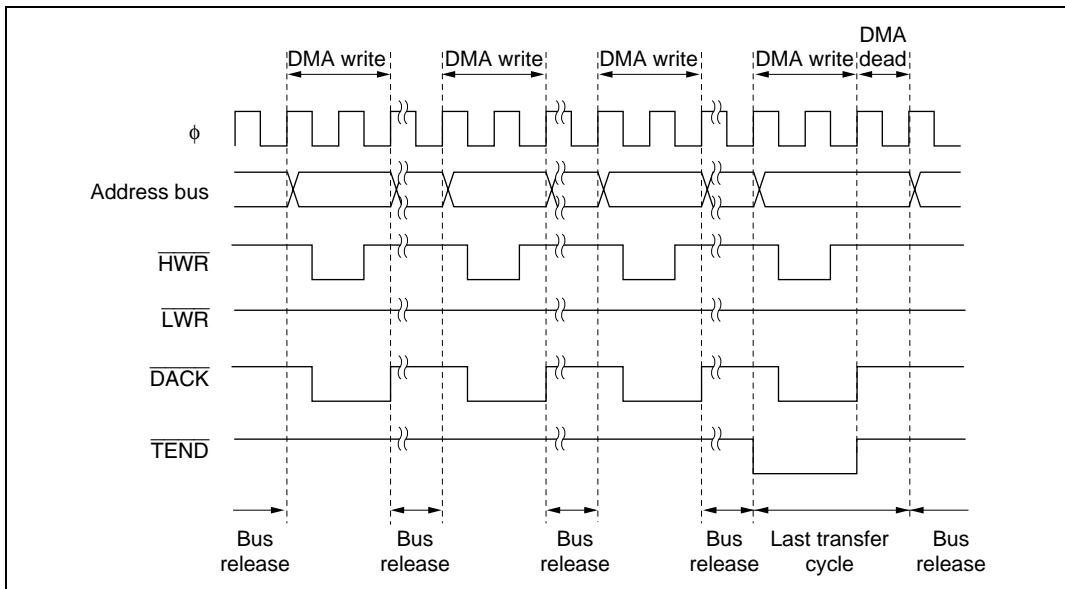 DMA
DMA write DMA write DMA write DMA write dead
φ
Address bus
HWR
LWR
DACK
TEND
Bus Bus Bus Bus Last transfer Bus
release release release release cycle release